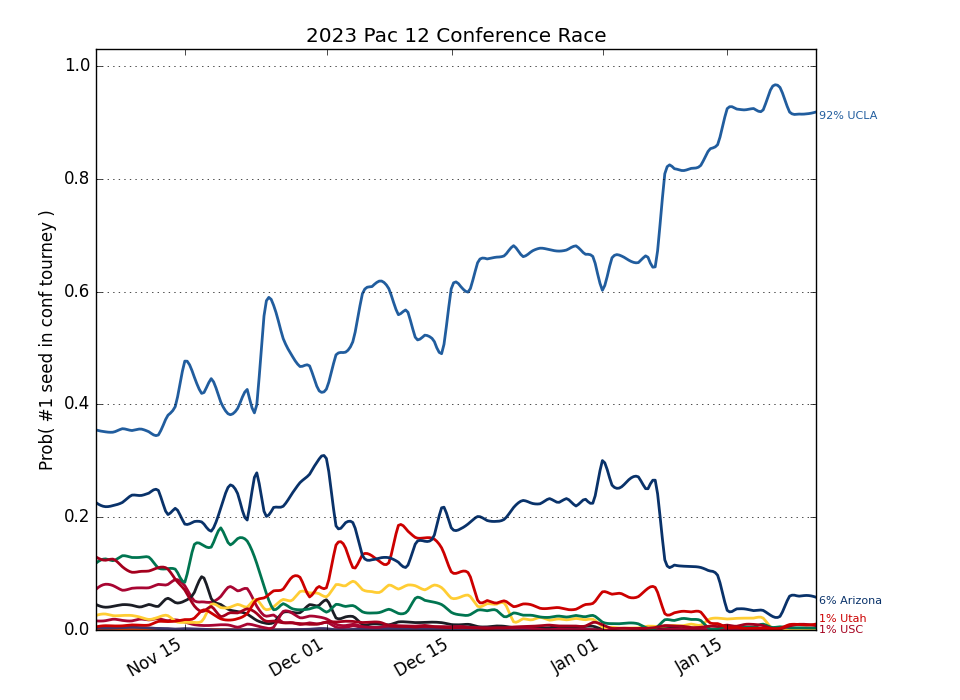 2023 Pac 12 Conference Race
Prob( #1 seed in conf tourney )
1.0
0.8
0.6
0.4
0.2
0.0
Nov 15
Dec 01
Dec 15
Jan 01
Jan 15
92% UCLA
6% Arizona
1% Utah
1% USC